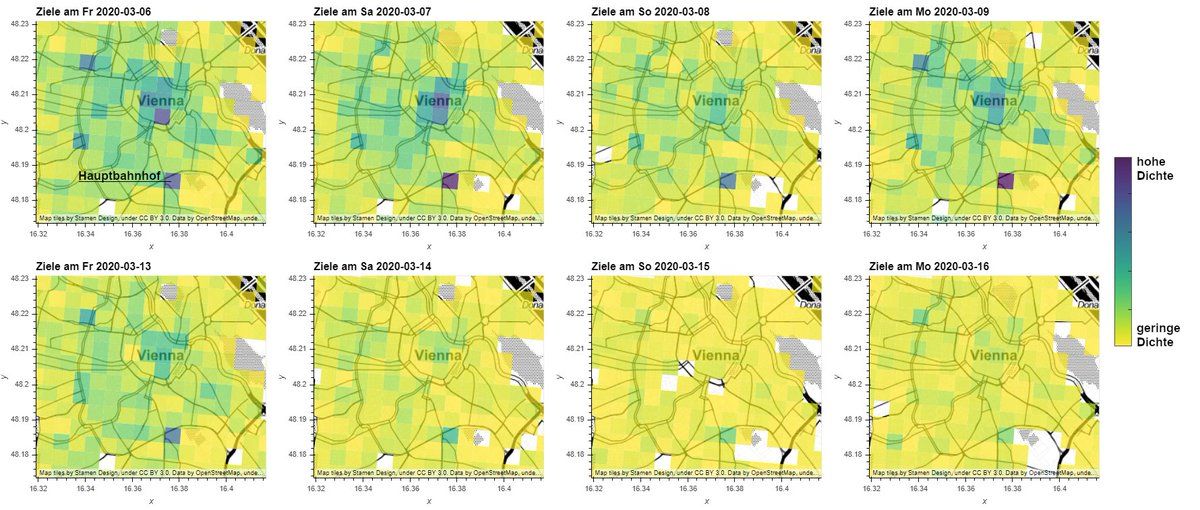 Ziele am Fr 2020-03-06
Ziele am Sa 2020-03-07
Ziele am So 2020-03-08
Ziele am Mo 2020-03-09
48.23
48.22
48.21
48.2
48.19
48.18
y
Dona
Vienna
Hauptbahnhof
Map tiles by Stamen Design, under CC BY 3.0. Data by OpenStreetMap, unde...
16.32
16.34
16.36
16.38
16.4
x
48.23
48.22
48.21
48.2
48.19
48.18
y
Dona
Vienna
Map tiles by Stamen Design, under CC BY 3.0. Data by OpenStreetMap, unde...
16.32
16.34
16.36
16.38
16.4
x
48.23
48.22
48.21
48.2
48.19
48.18
y
Dona
Vienna
Map tiles by Stamen Design, under CC BY 3.0. Data by OpenStreetMap, unde...
16.32
16.34
16.36
16.38
16.4
x
48.23
48.22
48.21
48.2
48.19
48.18
y
Dona
Vienna
Map tiles by Stamen Design, under CC BY 3.0. Data by OpenStreetMap, unde...
16.32
16.34
16.36
16.38
16.4
x
hohe
Dichte
geringe
Dichte
Ziele am Fr 2020-03-13
Ziele am Sa 2020-03-14
Ziele am So 2020-03-15
Ziele am Mo 2020-03-16
48.23
48.22
48.21
48.2
48.19
48.18
y
Dona
Vienna
Map tiles by Stamen Design, under CC BY 3.0. Data by OpenStreetMap, unde...
16.32
16.34
16.36
16.38
16.4
x
48.23
48.22
48.21
48.2
48.19
48.18
y
Dona
Vienna
Map tiles by Stamen Design, under CC BY 3.0. Data by OpenStreetMap, unde...
16.32
16.34
16.36
16.38
16.4
x
48.23
48.22
48.21
48.2
48.19
48.18
y
Dona
Vienna
Map tiles by Stamen Design, under CC BY 3.0. Data by OpenStreetMap, unde...
16.32
16.34
16.36
16.38
16.4
x
48.23
48.22
48.21
48.2
48.19
48.18
y
Dona
Vienna
Map tiles by Stamen Design, under CC BY 3.0. Data by OpenStreetMap, unde...
16.32
16.34
16.36
16.38
16.4
x